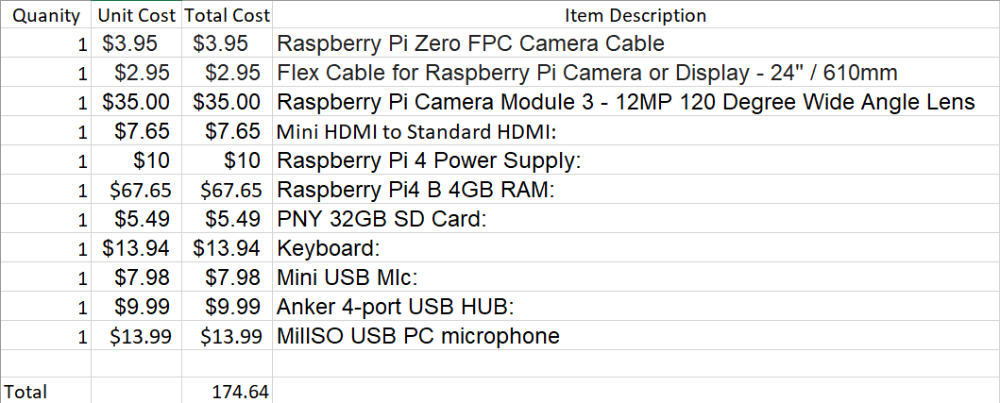 Quanity Unit Cost Total Cost Item Description
1 $3.95 $3.95 Raspberry Pi Zero FPC Camera Cable
1 $2.95 $2.95 Flex Cable for Raspberry Pi Camera or Display - 24" / 610mm
1 $35.00 $35.00 Raspberry Pi Camera Module 3 - 12MP 120 Degree Wide Angle Lens
1 $7.65 $7.65 Mini HDMI to Standard HDMI:
1 $10 $10 Raspberry Pi 4 Power Supply:
1 $67.65 $67.65 Raspberry Pi4 B 4GB RAM:
1 $5.49 $5.49 PNY 32GB SD Card:
1 $13.94 $13.94 Keyboard:
1 $7.98 $7.98 Mini USB MIc:
1 $9.99 $9.99 Anker 4-port USB HUB:
1 $13.99 $13.99 MilISO USB PC microphone
Total 174.64